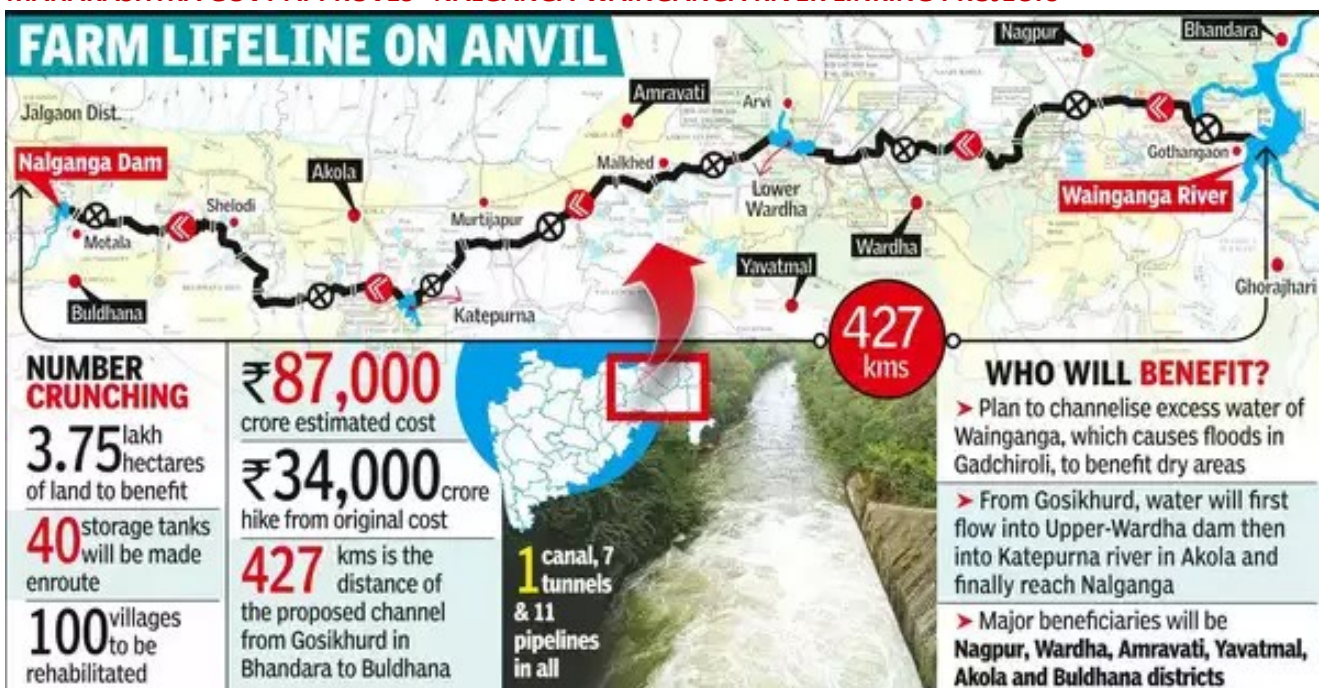 FARM LIFELINE ON ANVIL
Nagpur
Bhandara
Jalgaon Dist.
Amravati
Arvi
Nalganga Dam
Akola
Malkhed
Gothangaon
Shelodi
Murtijapur
Lower
Wardha
Wainganga River
Motala
Wardha
Yavatmal
Buldhana
Katepurna
Ghorajhari
427
kms
NUMBER
CRUNCHING
3.75 lakh
hectares
of land to benefit
40 storage tanks
will be made
enroute
100 villages
to be
rehabilitated
₹87,000
crore estimated cost
₹34,000 crore
hike from original cost
427 kms is the
distance of
the proposed channel
from Gosikhurd in
Bhandara to Buldhana
1 canal, 7
tunnels
& 11
pipelines
in all
WHO WILL BENEFIT?
➤ Plan to channelise excess water of
Wainganga, which causes floods in
Gadchiroli, to benefit dry areas
➤ From Gosikhurd, water will first
flow into Upper-Wardha dam then
into Katepurna river in Akola and
finally reach Nalganga
➤ Major beneficiaries will be
Nagpur, Wardha, Amravati, Yavatmal,
Akola and Buldhana districts